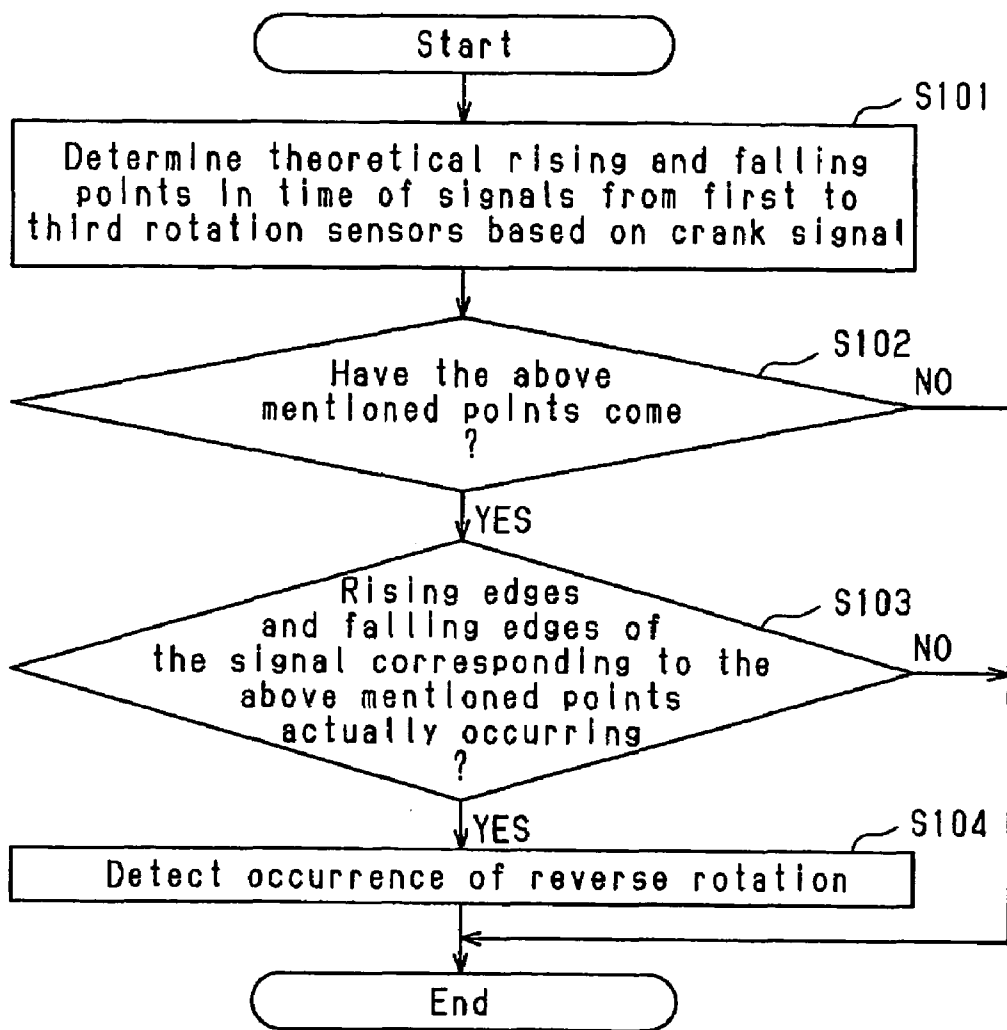 Start
S101
Determine theoretical rising and falling
points in time of signals from first to
third rotation sensors based on crank signal
S102
Have the above
mentioned points come
?
NO
YES
S103
Rising edges
and falling edges of
the signal corresponding to the
above mentioned points
actually occurring
?
NO
YES
S104
Detect occurrence of reverse rotation
End